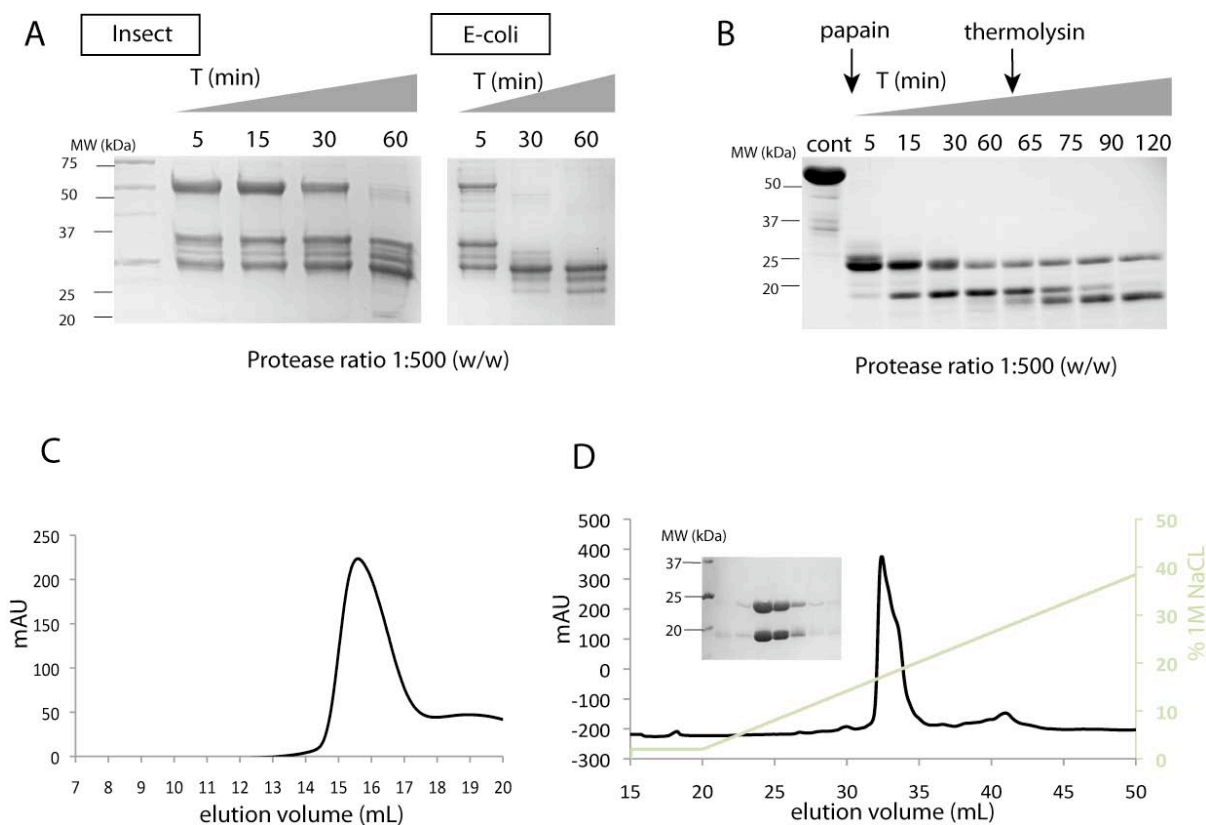 A
Insect
E-coli
T (min)
T (min)
MW (kDa)
5 15 30 60
5 30 60
75
50
37
25
20
Protease ratio 1:500 (w/w)
B
papain
thermolysin
T (min)
MW (kDa)
cont 5 15 30 60 65 75 90 120
50
37
25
20
Protease ratio 1:500 (w/w)
C
250
200
150
100
50
0
mAU
7 8 9 10 11 12 13 14 15 16 17 18 19 20
elution volume (mL)
D
500
400
300
200
100
0
-100
-200
-300
mAU
MW (kDa)
37
25
20
50
40
30
20
10
0
% 1M NaCL
15 20 25 30 35 40 45 50
elution volume (mL)